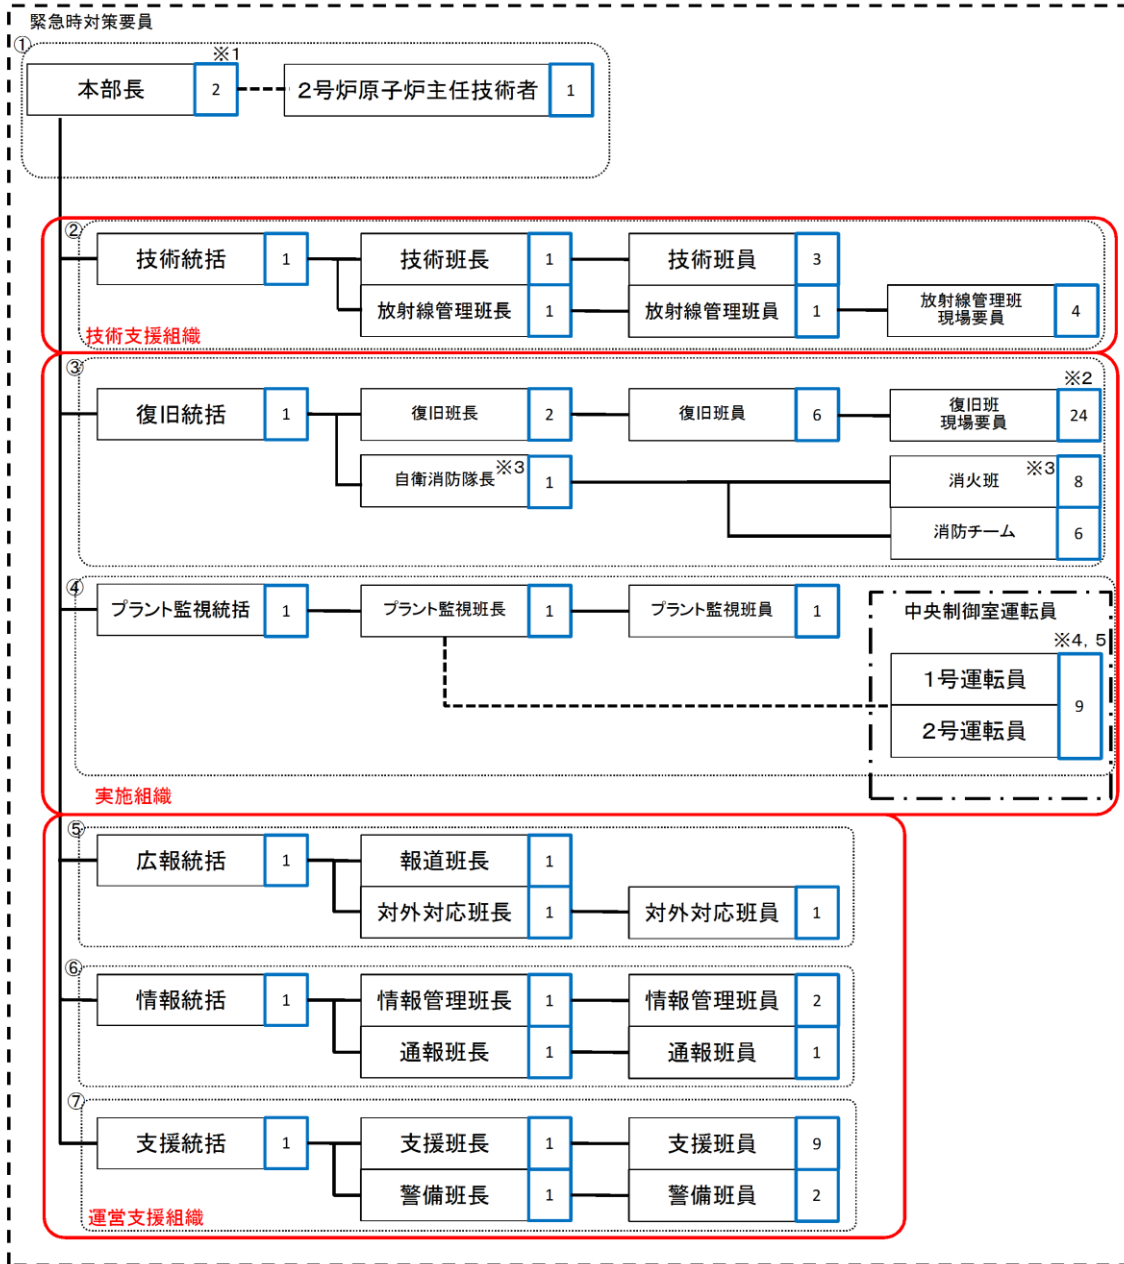 緊急時対策要員
①
※1
本部長 2
2号炉原子炉主任技術者 1
②
技術統括 1
技術班長 1
技術班員 3
放射線管理班長 1
放射線管理班員 1
放射線管理班
現場要員 4
技術支援組織
③
※2
復旧統括 1
復旧班長 2
復旧班員 6
復旧班
現場要員 24
自衛消防隊長 ※3 1
消火班 ※3 8
消防チーム 6
④
プラント監視統括 1
プラント監視班長 1
プラント監視班員 1
中央制御室運転員
※4, 5
1号運転員
9
2号運転員
実施組織
⑤
広報統括 1
報道班長 1
対外対応班長 1
対外対応班員 1
⑥
情報統括 1
情報管理班長 1
情報管理班員 2
通報班長 1
通報班員 1
⑦
支援統括 1
支援班長 1
支援班員 9
警備班長 1
警備班員 2
運営支援組織